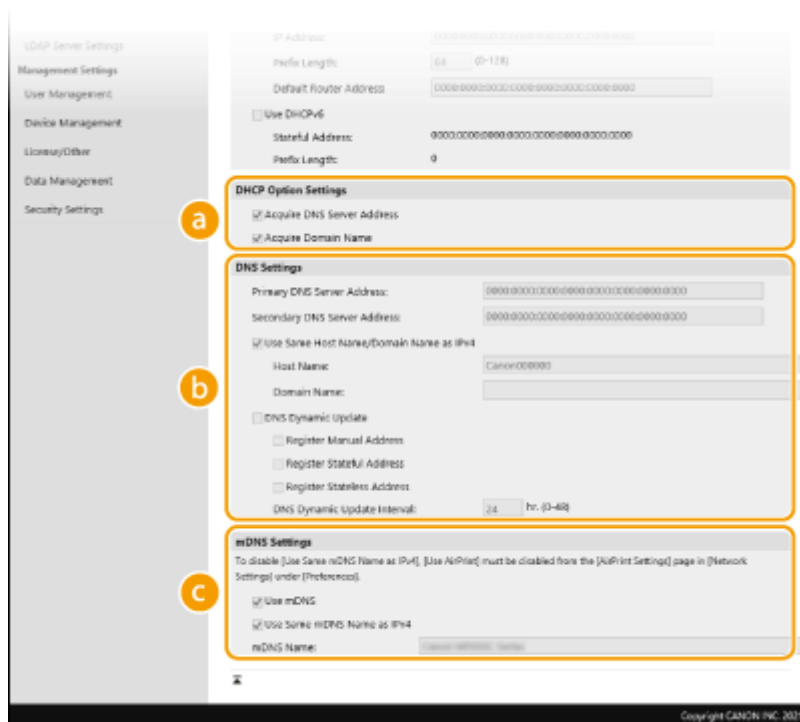 LDAP Server Settings
Management Settings
User Management
Device Management
License/Other
Data Management
Security Settings
IP Address:
Prefix Length: 64 (0-128)
Default Router Address: 0000:0000:0000:0000:0000:0000:0000:0000
Use DHCPv6
Stateful Address: 0000:0000:0000:0000:0000:0000:0000:0000
Prefix Length: 0
a
DHCP Option Settings
Acquire DNS Server Address
Acquire Domain Name
b
DNS Settings
Primary DNS Server Address: 0000:0000:0000:0000:0000:0000:0000:0000
Secondary DNS Server Address: 0000:0000:0000:0000:0000:0000:0000:0000
Use Same Host Name/Domain Name as IPv4
Host Name: Canon000000
Domain Name:
DNS Dynamic Update
Register Manual Address
Register Stateful Address
Register Stateless Address
DNS Dynamic Update Interval: 24 hr. (0-48)
c
mDNS Settings
To disable [Use Same mDNS Name as IPv4], [Use AirPrint] must be disabled from the [AirPrint Settings] page in [Network
Settings] under [Preferences].
Use mDNS
Use Same mDNS Name as IPv4
mDNS Name:
Copyright CANON INC. 202